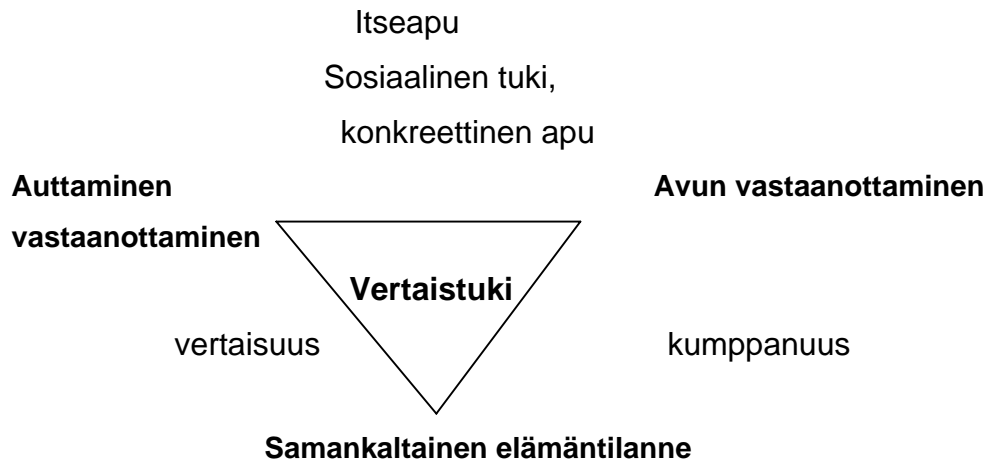 Itseapu
Sosiaalinen tuki,
konkreettinen apu
Auttaminen Avun vastaanottaminen
vastaanottaminen
Vertaistuki
vertaisuus kumppanuus
Samankaltainen elämäntilanne